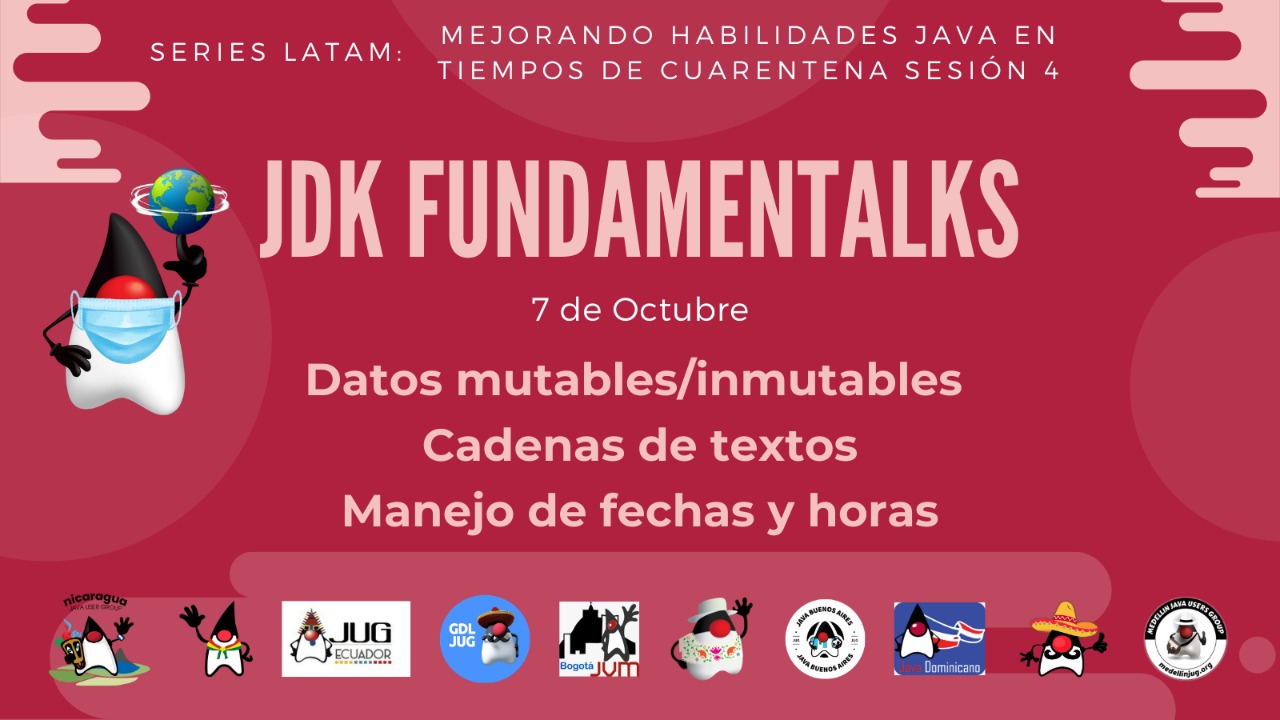 SERIES LATAM:
MEJORANDO HABILIDADES JAVA EN
TIEMPOS DE CUARENTENA SESIÓN 4
JDK FUNDAMENTALKS
7 de Octubre
Datos mutables/inmutables
Cadenas de textos
Manejo de fechas y horas
nicaragua
JAVA USER GROUP
JUG
ECUADOR
GDL
JUG
Bogotá
JVM
JAVA BUENOS AIRES
JUG
JAVA BUENOS AIRES
Java Dominicano
MEDELLIN JAVA USERS GROUP
medellinjug.org